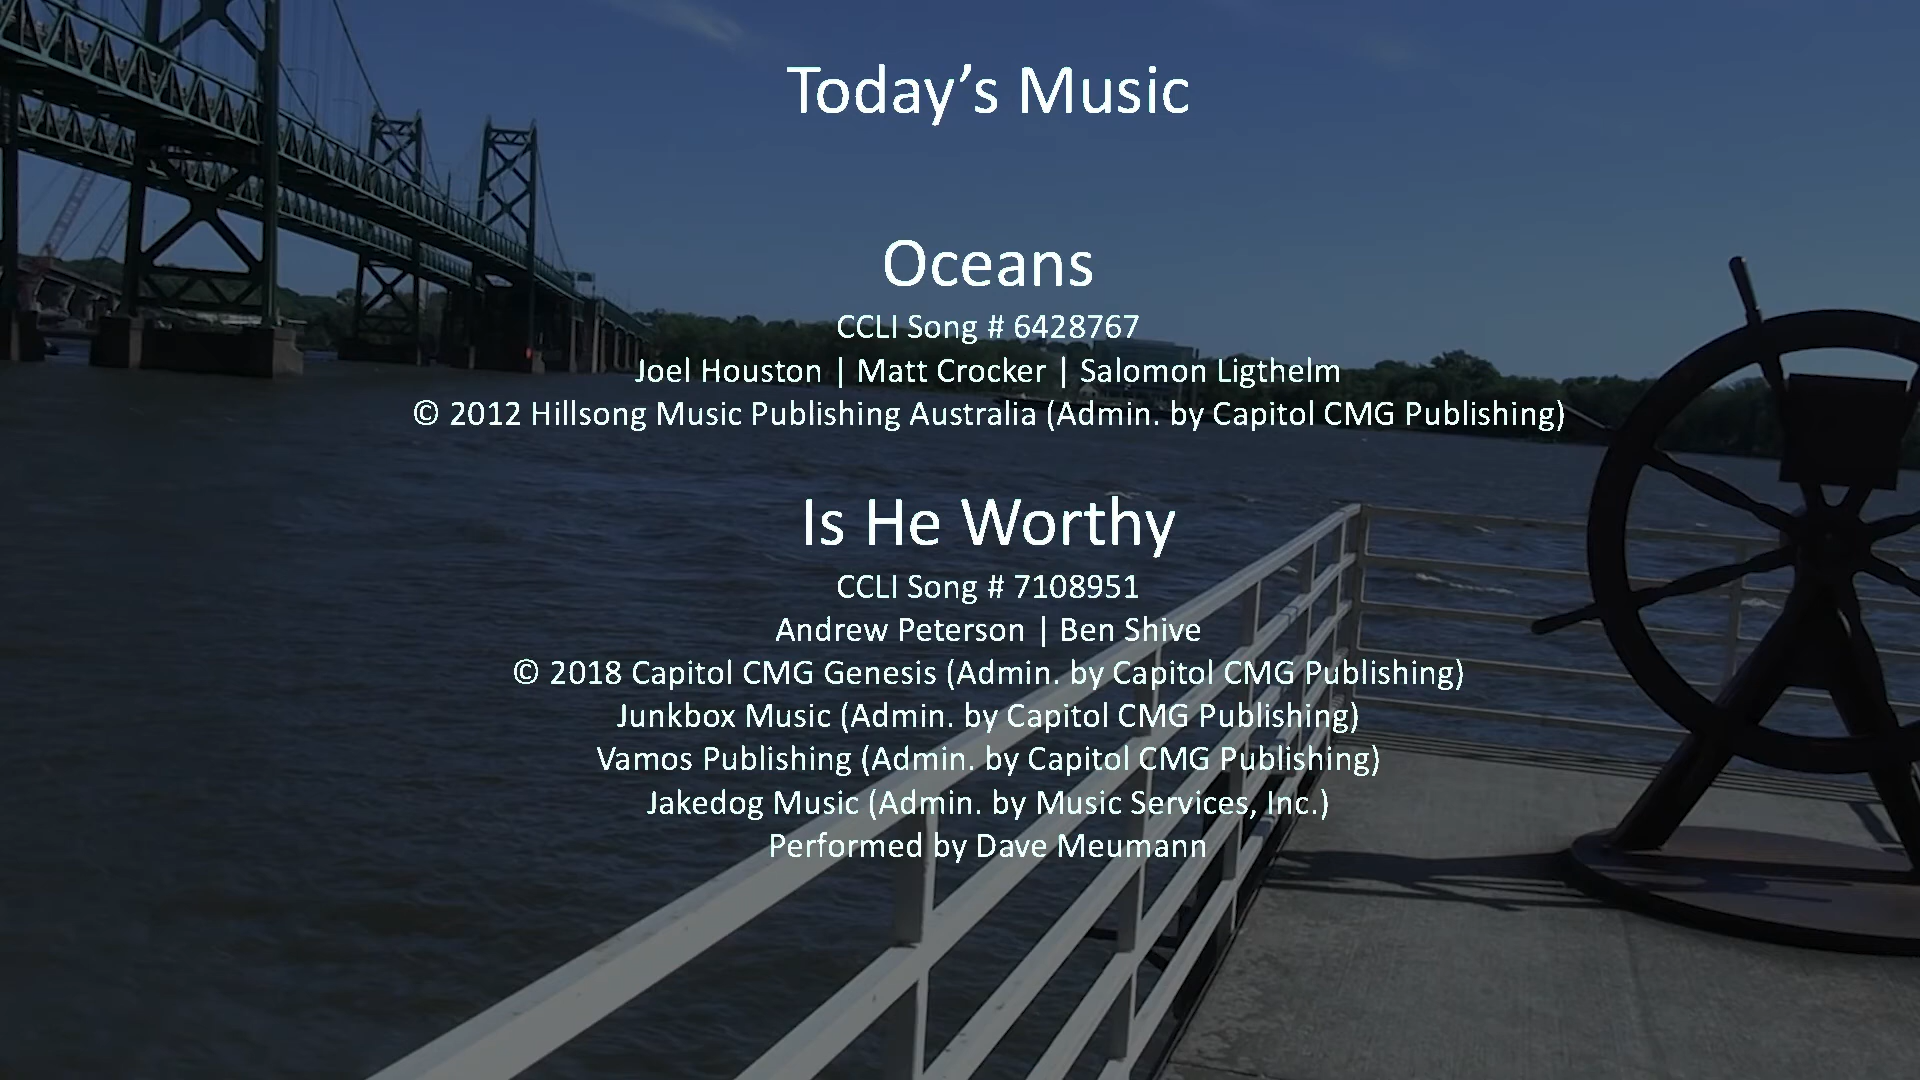 Today’s Music
Oceans
CCLI Song # 6428767
Joel Houston | Matt Crocker | Salomon Ligthelm
© 2012 Hillsong Music Publishing Australia (Admin. by Capitol CMG Publishing)
Is He Worthy
CCLI Song # 7108951
Andrew Peterson | Ben Shive
© 2018 Capitol CMG Genesis (Admin. by Capitol CMG Publishing)
Junkbox Music (Admin. by Capitol CMG Publishing)
Vamos Publishing (Admin. by Capitol CMG Publishing)
Jakedog Music (Admin. by Music Services, Inc.)
Performed by Dave Meumann